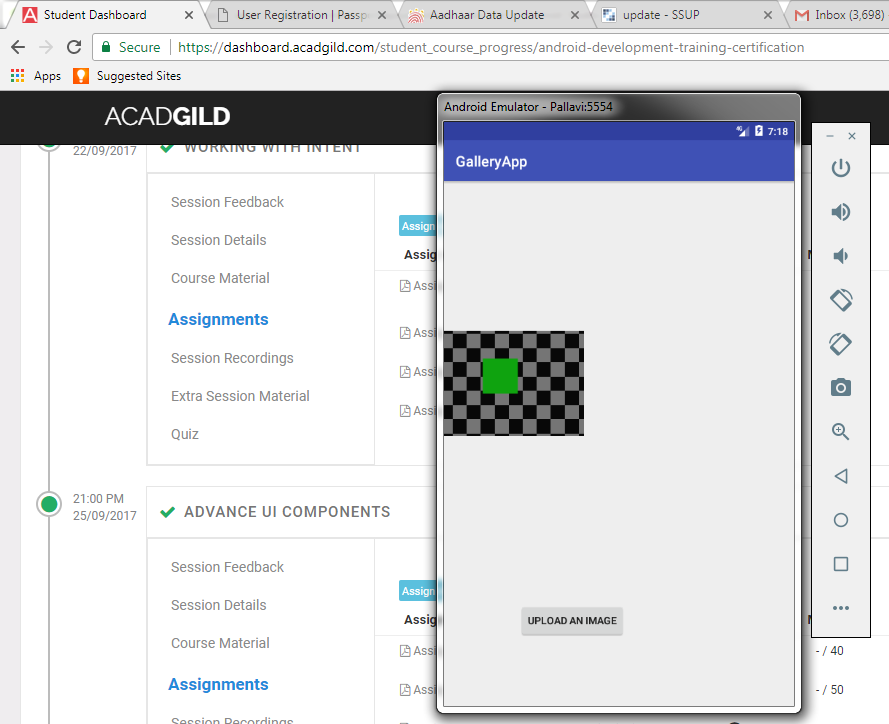 Student Dashboard
User Registration | Passp
Aadhaar Data Update
update - SSUP
Inbox (3,698)
Secure
https://dashboard.acadgild.com/student_course_progress/android-development-training-certification
Apps
Suggested Sites
ACADGILD
22/09/2017
WORKING WITH INTENT
Session Feedback
Session Details
Course Material
Assignments
Session Recordings
Extra Session Material
Quiz
Assign
Assig
Assi
Assi
Assi
Assi
21:00 PM
25/09/2017
ADVANCE UI COMPONENTS
Session Feedback
Session Details
Course Material
Assignments
Session Recordings
Assign
Assig
Assi
- / 40
Assi
- / 50
Android Emulator - Pallavi:5554
7:18
GalleryApp
UPLOAD AN IMAGE